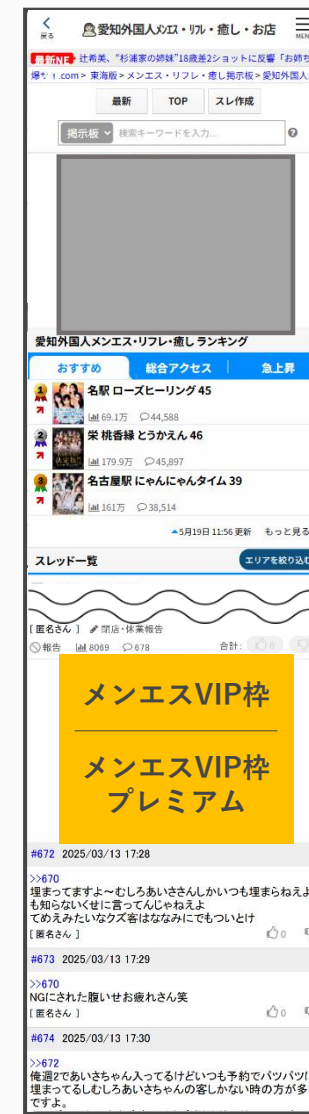 戻る
愛知外国人メンエス・リフレ・癒し・お店
MEN
最新NE 辻希美、“杉浦家の姉妹”18歳差2ショットに反響「お姉ち
.com> 東海版> メンエス・リフレ・癒し掲示板> 愛知外国人
最新 TOP スレ作成
掲示板 検索キーワードを入力...
愛知外国人メンエス・リフレ・癒し ランキング
おすすめ 総合アクセス 急上昇
1 名駅 ローズヒーリング 45
69.1万 44,588
2 栄 桃香縁 とうかえん 46
179.9万 45,897
3 名古屋駅 にゃんにゃんタイム 39
161万 38,514
5月19日 11:56 更新 もっと見る
スレッド一覧 エリアを絞り込む
[ 匿名さん ] 閉店・休業報告
報告 8069 678 合計: 0
メンエスVIP枠
メンエスVIP枠
プレミアム
#672 2025/03/13 17:28
>>670
埋まってますよ～むしろあいささんしかいつも埋まらねえよ
も知らないくせに言ってんじゃねえよ
てめえみたいなクズ客はななみにでもついとけ
[ 匿名さん ] 0
#673 2025/03/13 17:29
>>670
NGにされた腹いせお疲れさん笑
[ 匿名さん ] 0
#674 2025/03/13 17:30
>>672
俺週2であいさちゃん入ってるけどいつも予約でパツパツに
埋まってるしむしろあいさちゃんの客しかない時の方が多
ですよ。